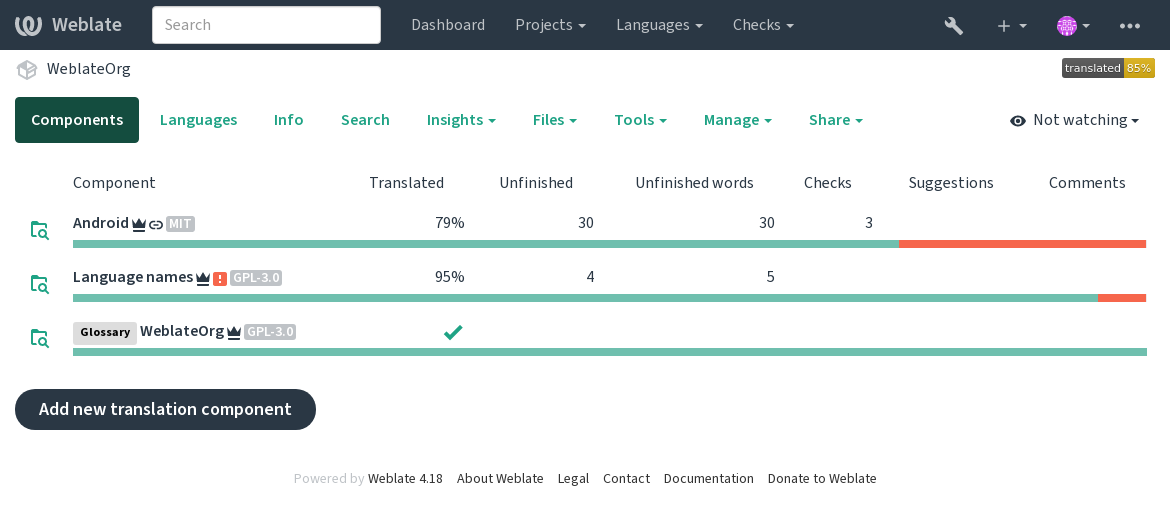 Weblate Search Dashboard Projects Languages Checks
WeblateOrg translated 85%
Components Languages Info Search Insights Files Tools Manage Share Not watching
Component Translated Unfinished Unfinished words Checks Suggestions Comments
Android MIT 79% 30 30 3
Language names GPL-3.0 95% 4 5
Glossary WeblateOrg GPL-3.0
Add new translation component
Powered by Weblate 4.18 About Weblate Legal Contact Documentation Donate to Weblate